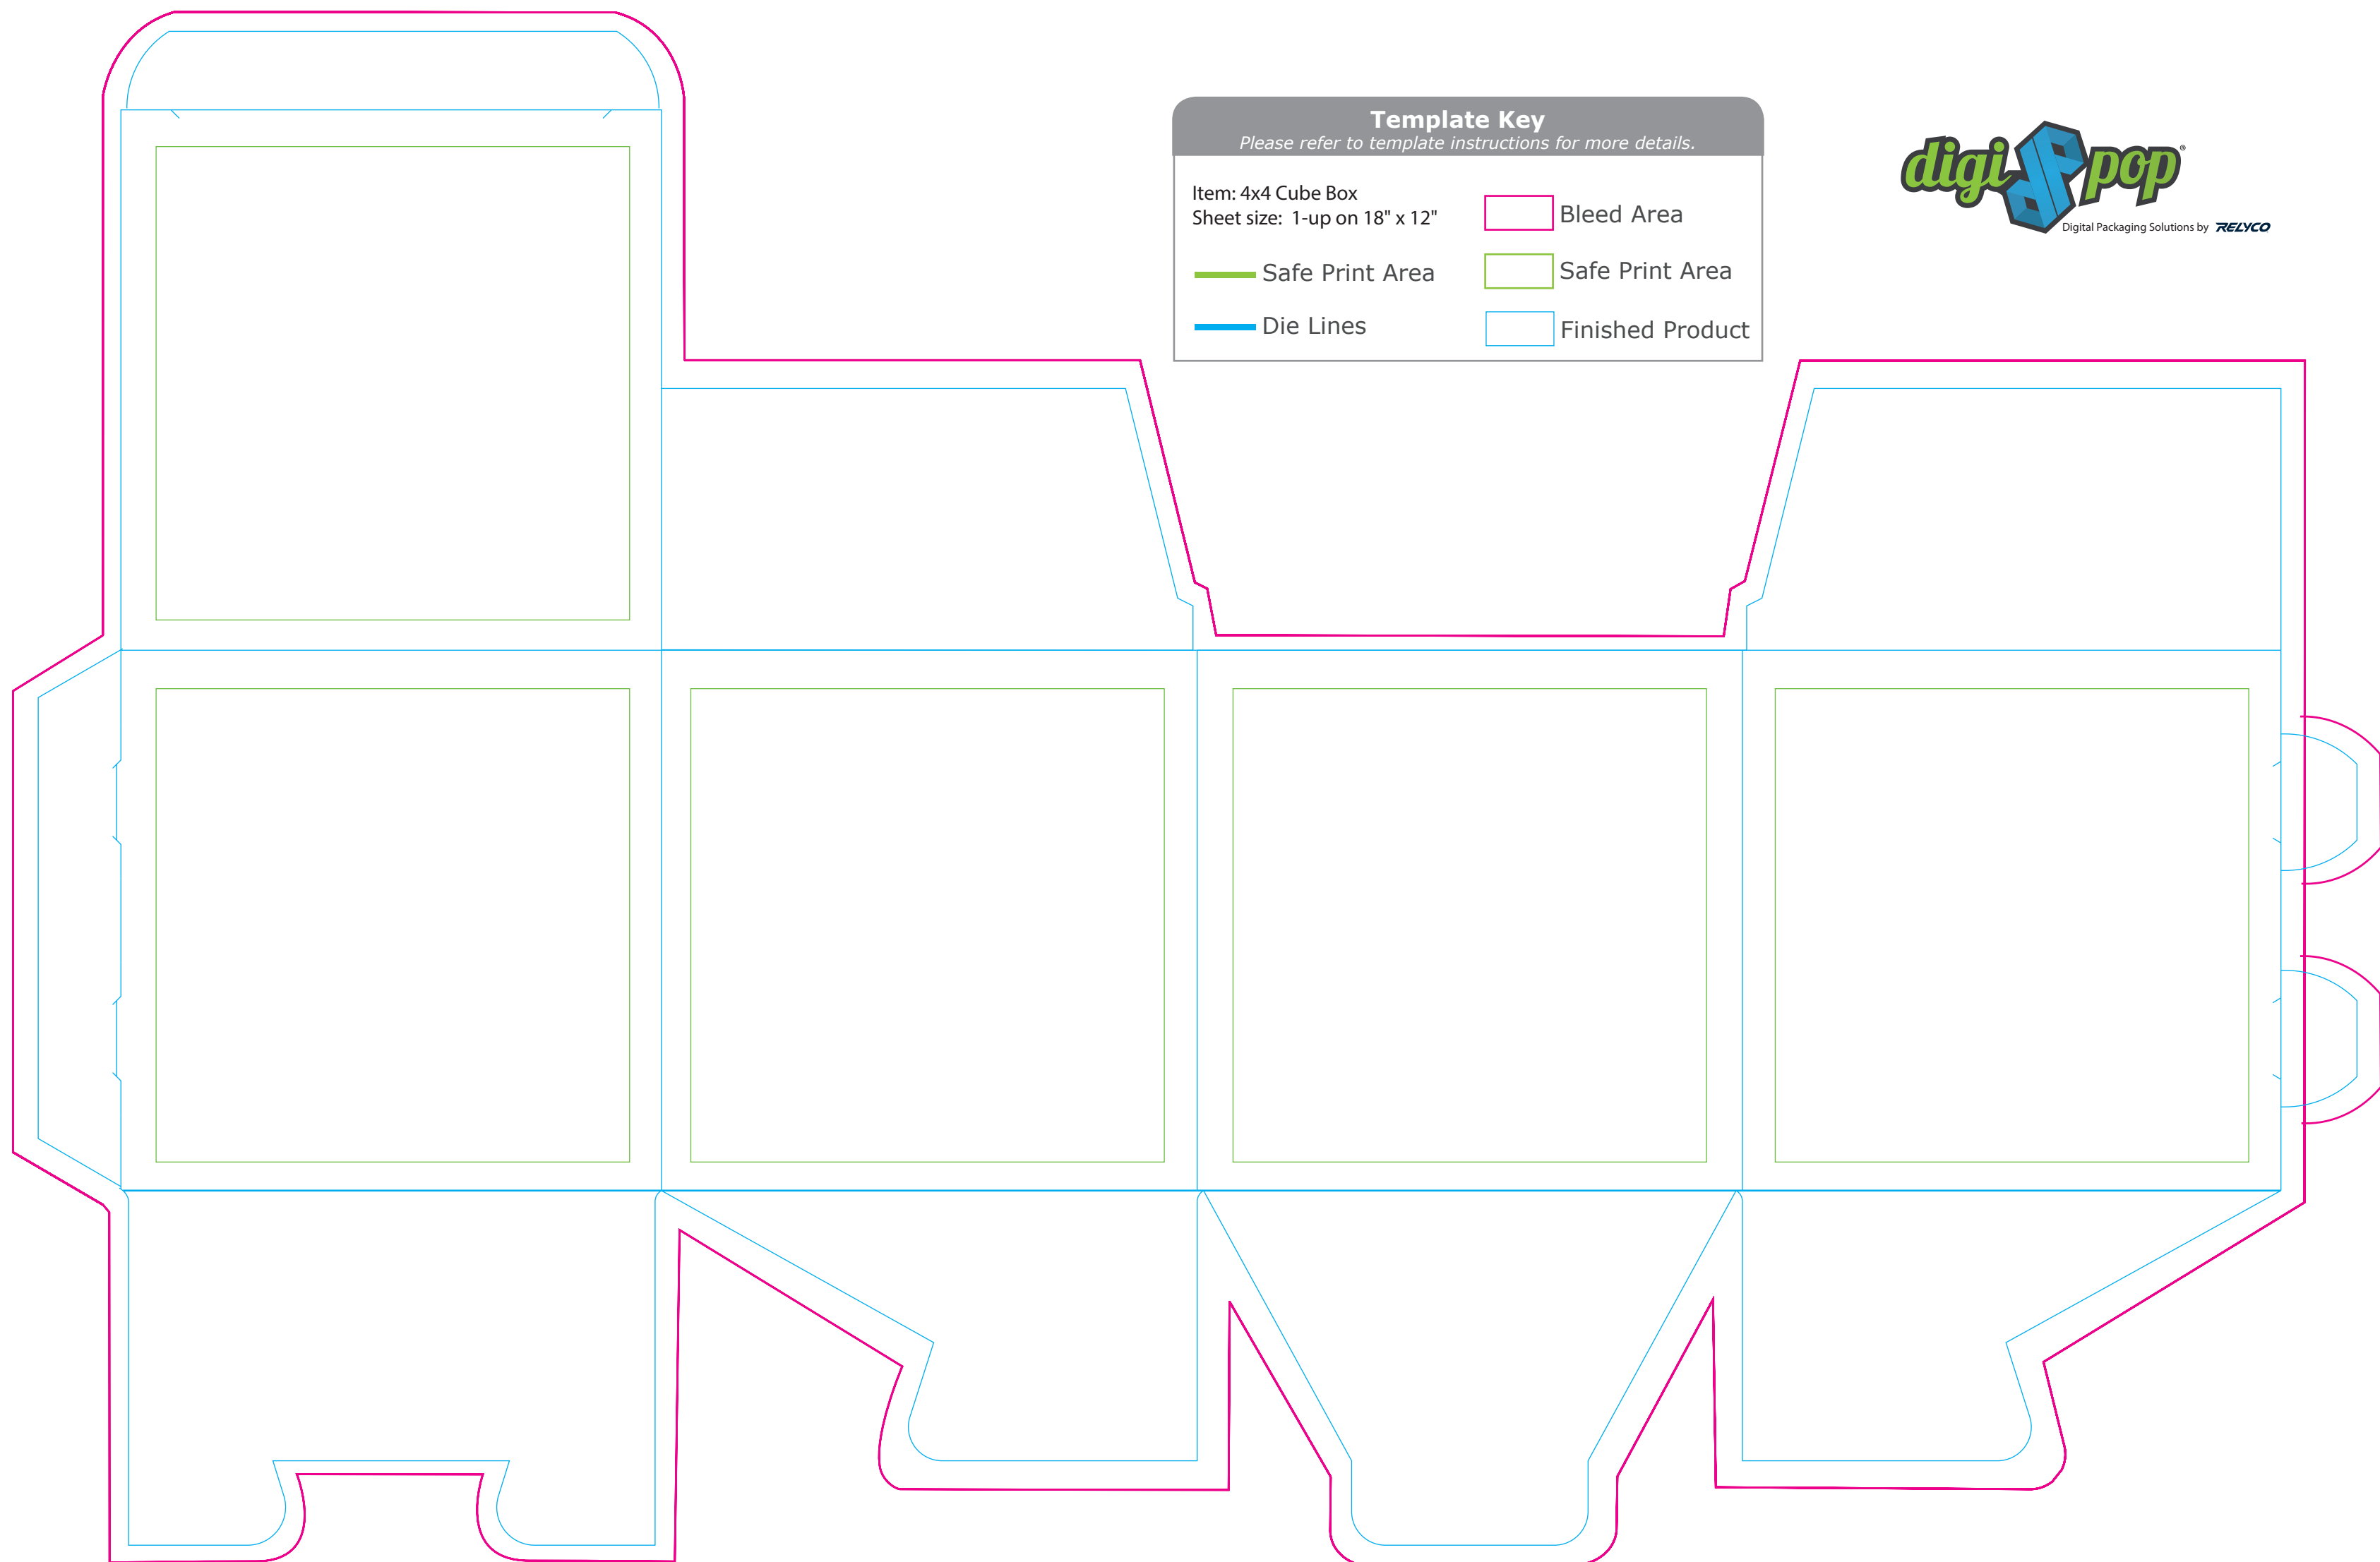 Template Key
Please refer to template instructions for more details.
Item: 4x4 Cube Box
Sheet size: 1-up on 18" x 12"
Safe Print Area
Die Lines
Bleed Area
Safe Print Area
Finished Product
digi pop®
Digital Packaging Solutions by RELYCO